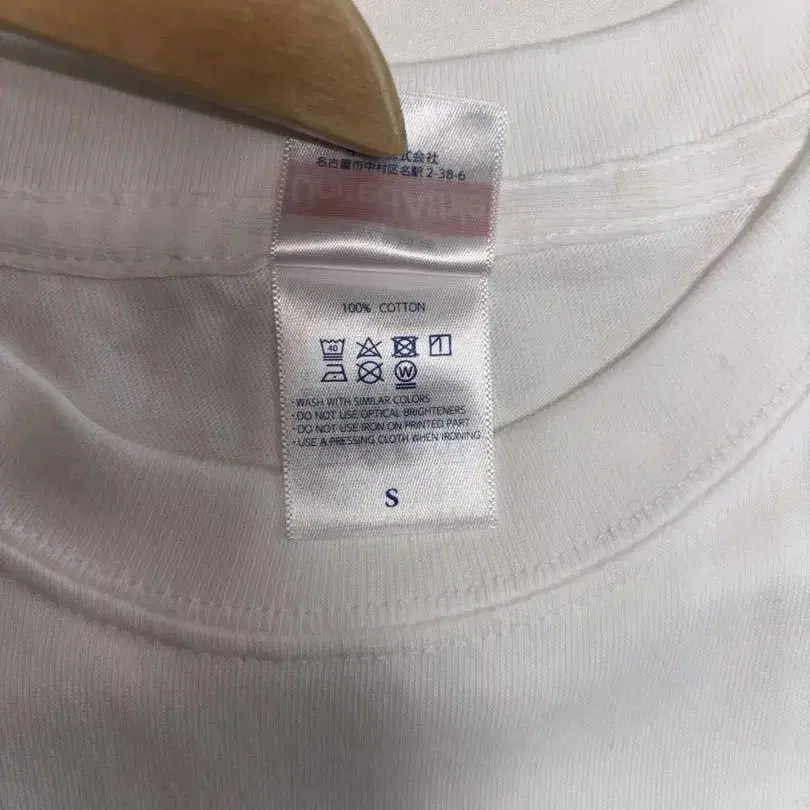 式会社
名古屋市中村区名駅 2-38-6
100% COTTON
40
W
· WASH WITH SIMILAR COLORS
· DO NOT USE OPTICAL BRIGHTENERS
· DO NOT USE IRON ON PRINTED PART
· USE A PRESSING CLOTH WHEN IRONING
S